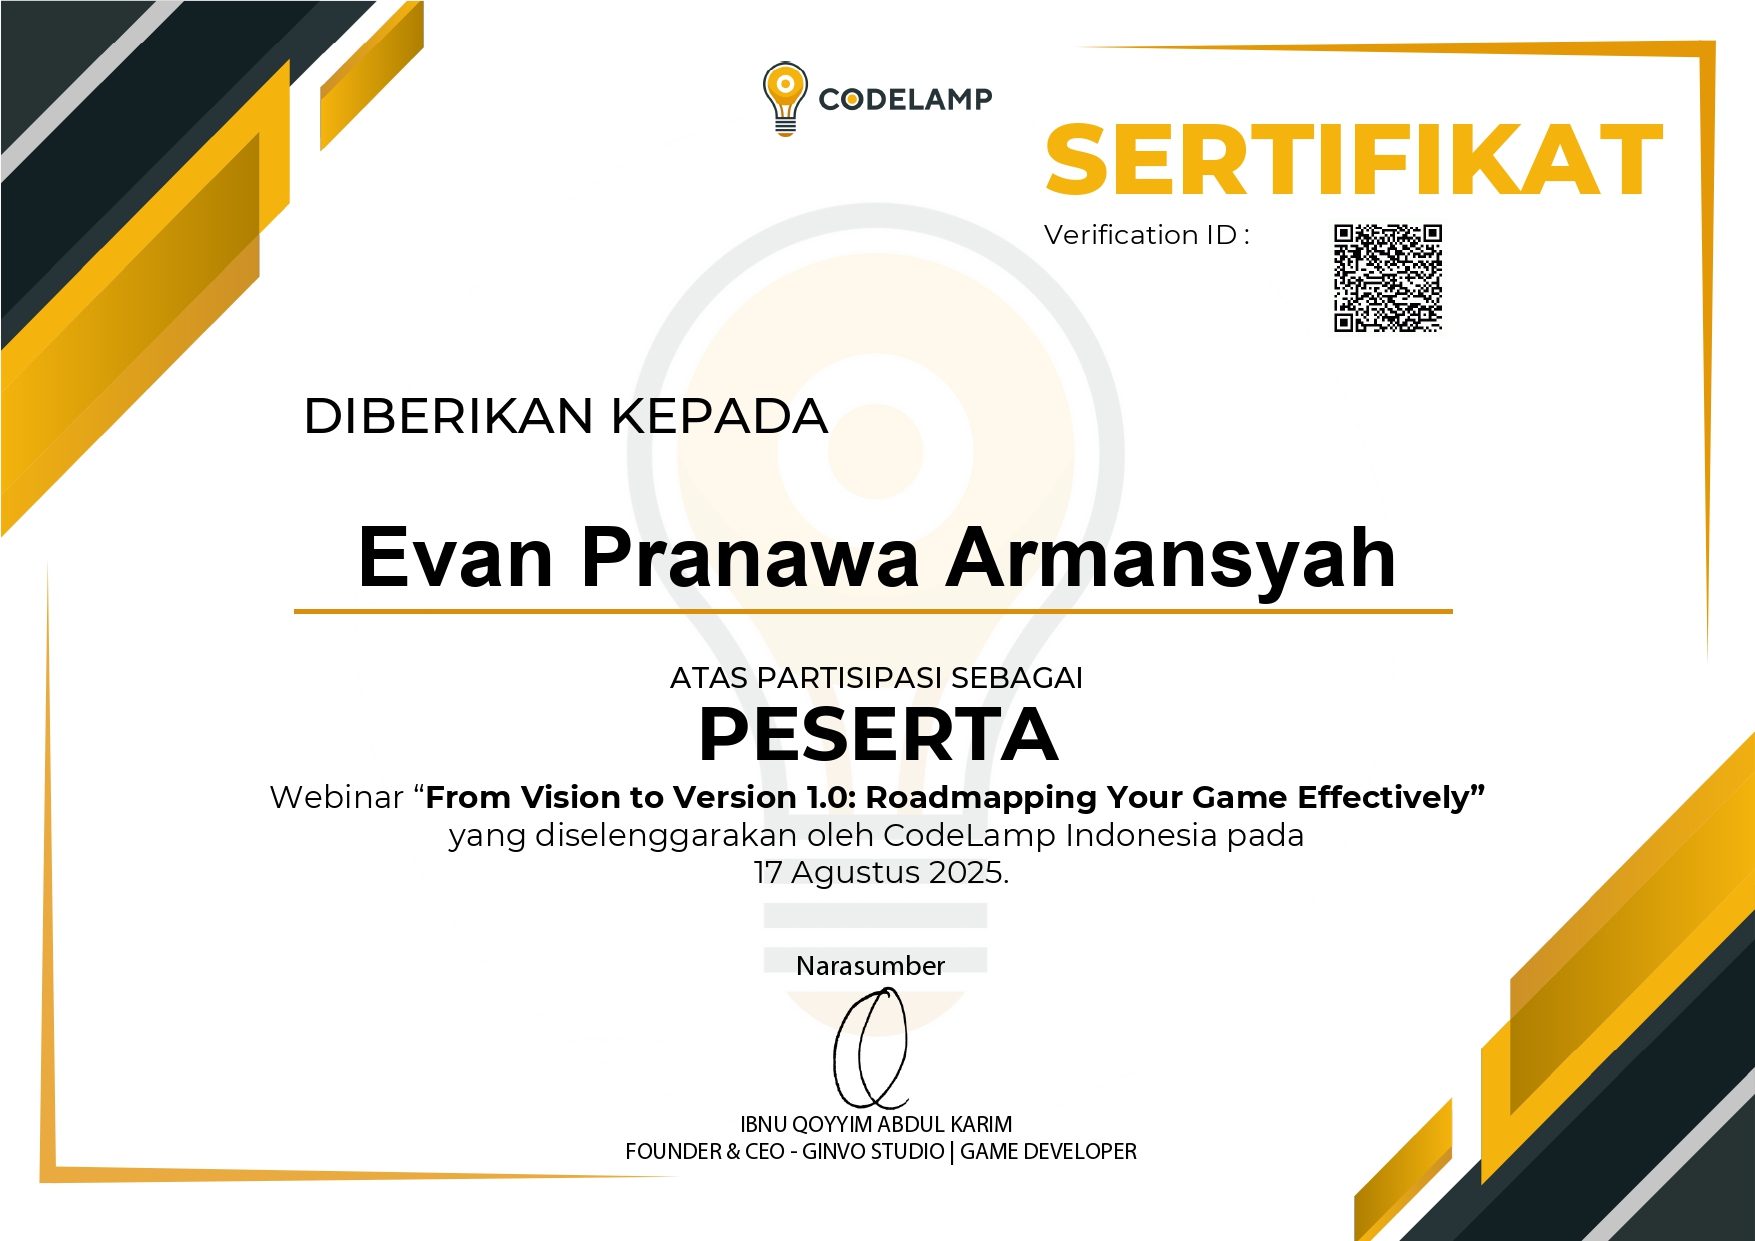 CODELAMP
SERTIFIKAT
Verification ID :
DIBERIKAN KEPADA
Evan Pranawa Armansyah
ATAS PARTISIPASI SEBAGAI
PESERTA
Webinar “From Vision to Version 1.0: Roadmapping Your Game Effectively”
yang diselenggarakan oleh CodeLamp Indonesia pada
17 Agustus 2025.
Narasumber
IBNU QOYYIM ABDUL KARIM
FOUNDER & CEO - GINVO STUDIO | GAME DEVELOPER